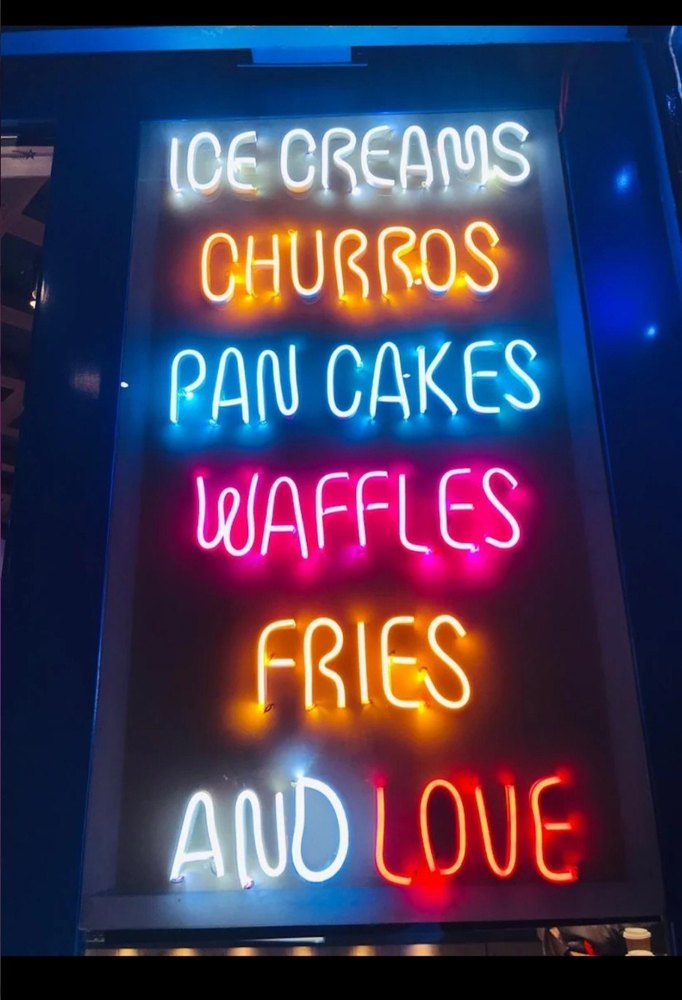 ICE CREAMS
CHURROS
PAN CAKES
WAFFLES
FRIES
AND LOVE